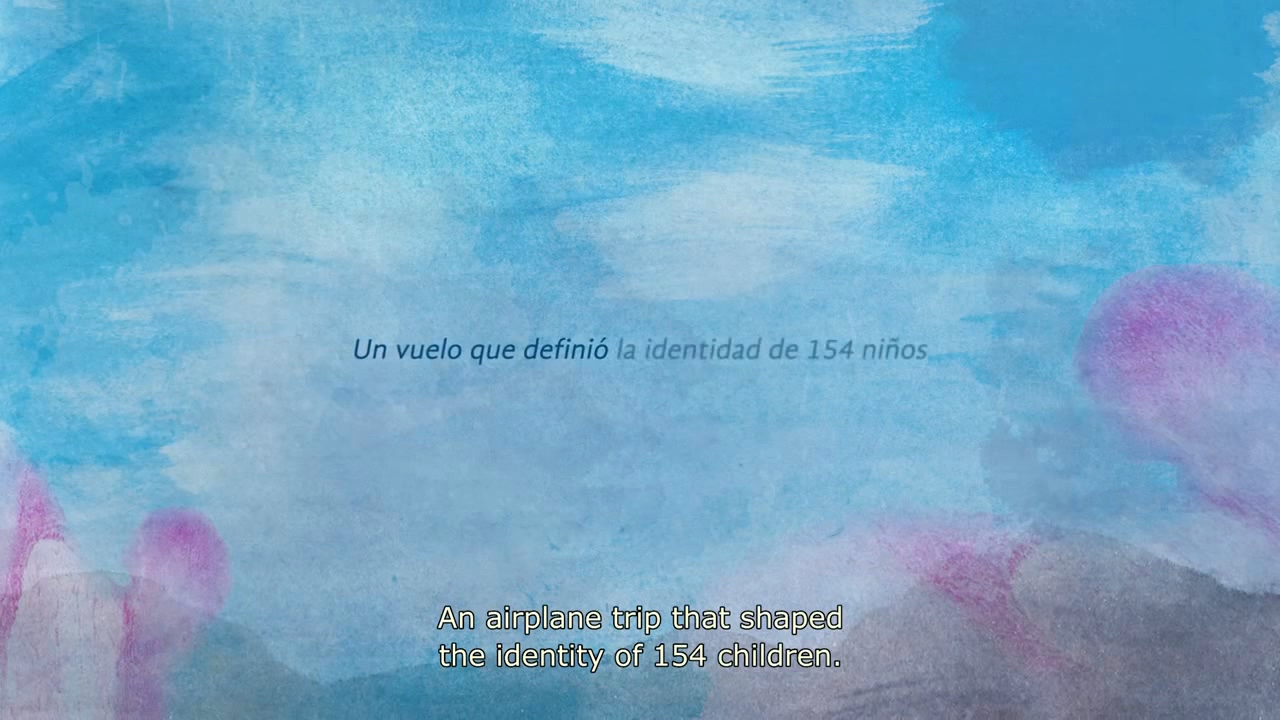 Un vuelo que definió la identidad de 154 niños
An airplane trip that shaped
the identity of 154 children.